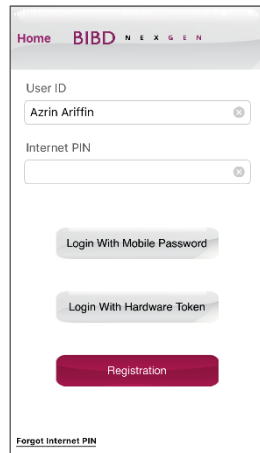 Home BIBD NEXGEN
User ID
Azrin Ariffin
Internet PIN
Login With Mobile Password
Login With Hardware Token
Registration
Forgot Internet PIN